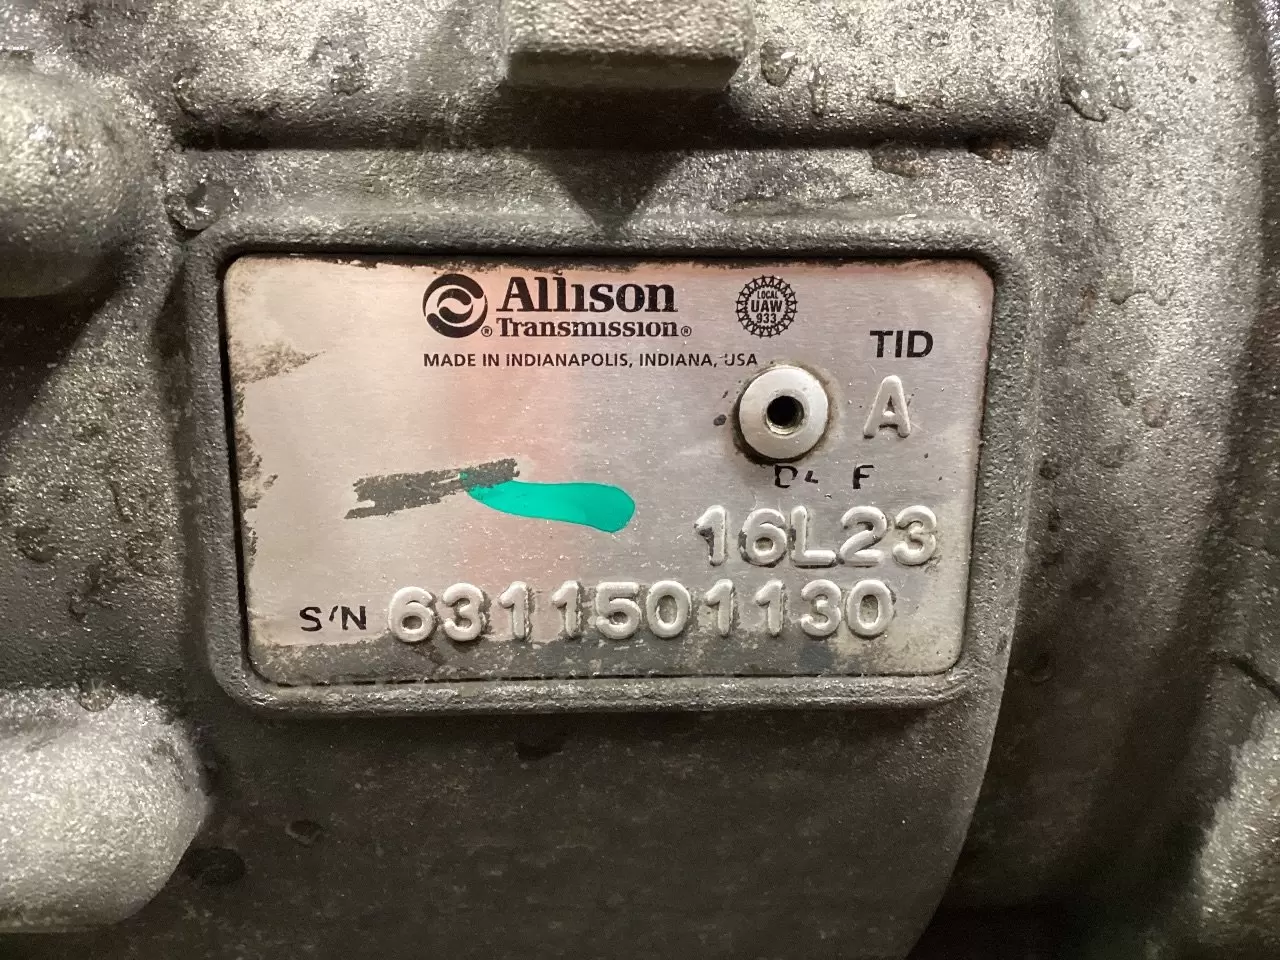 Allison
Transmission®
LOCAL
UAW
933
MADE IN INDIANAPOLIS, INDIANA, USA
TID
A
16L23
S/N 6311501130